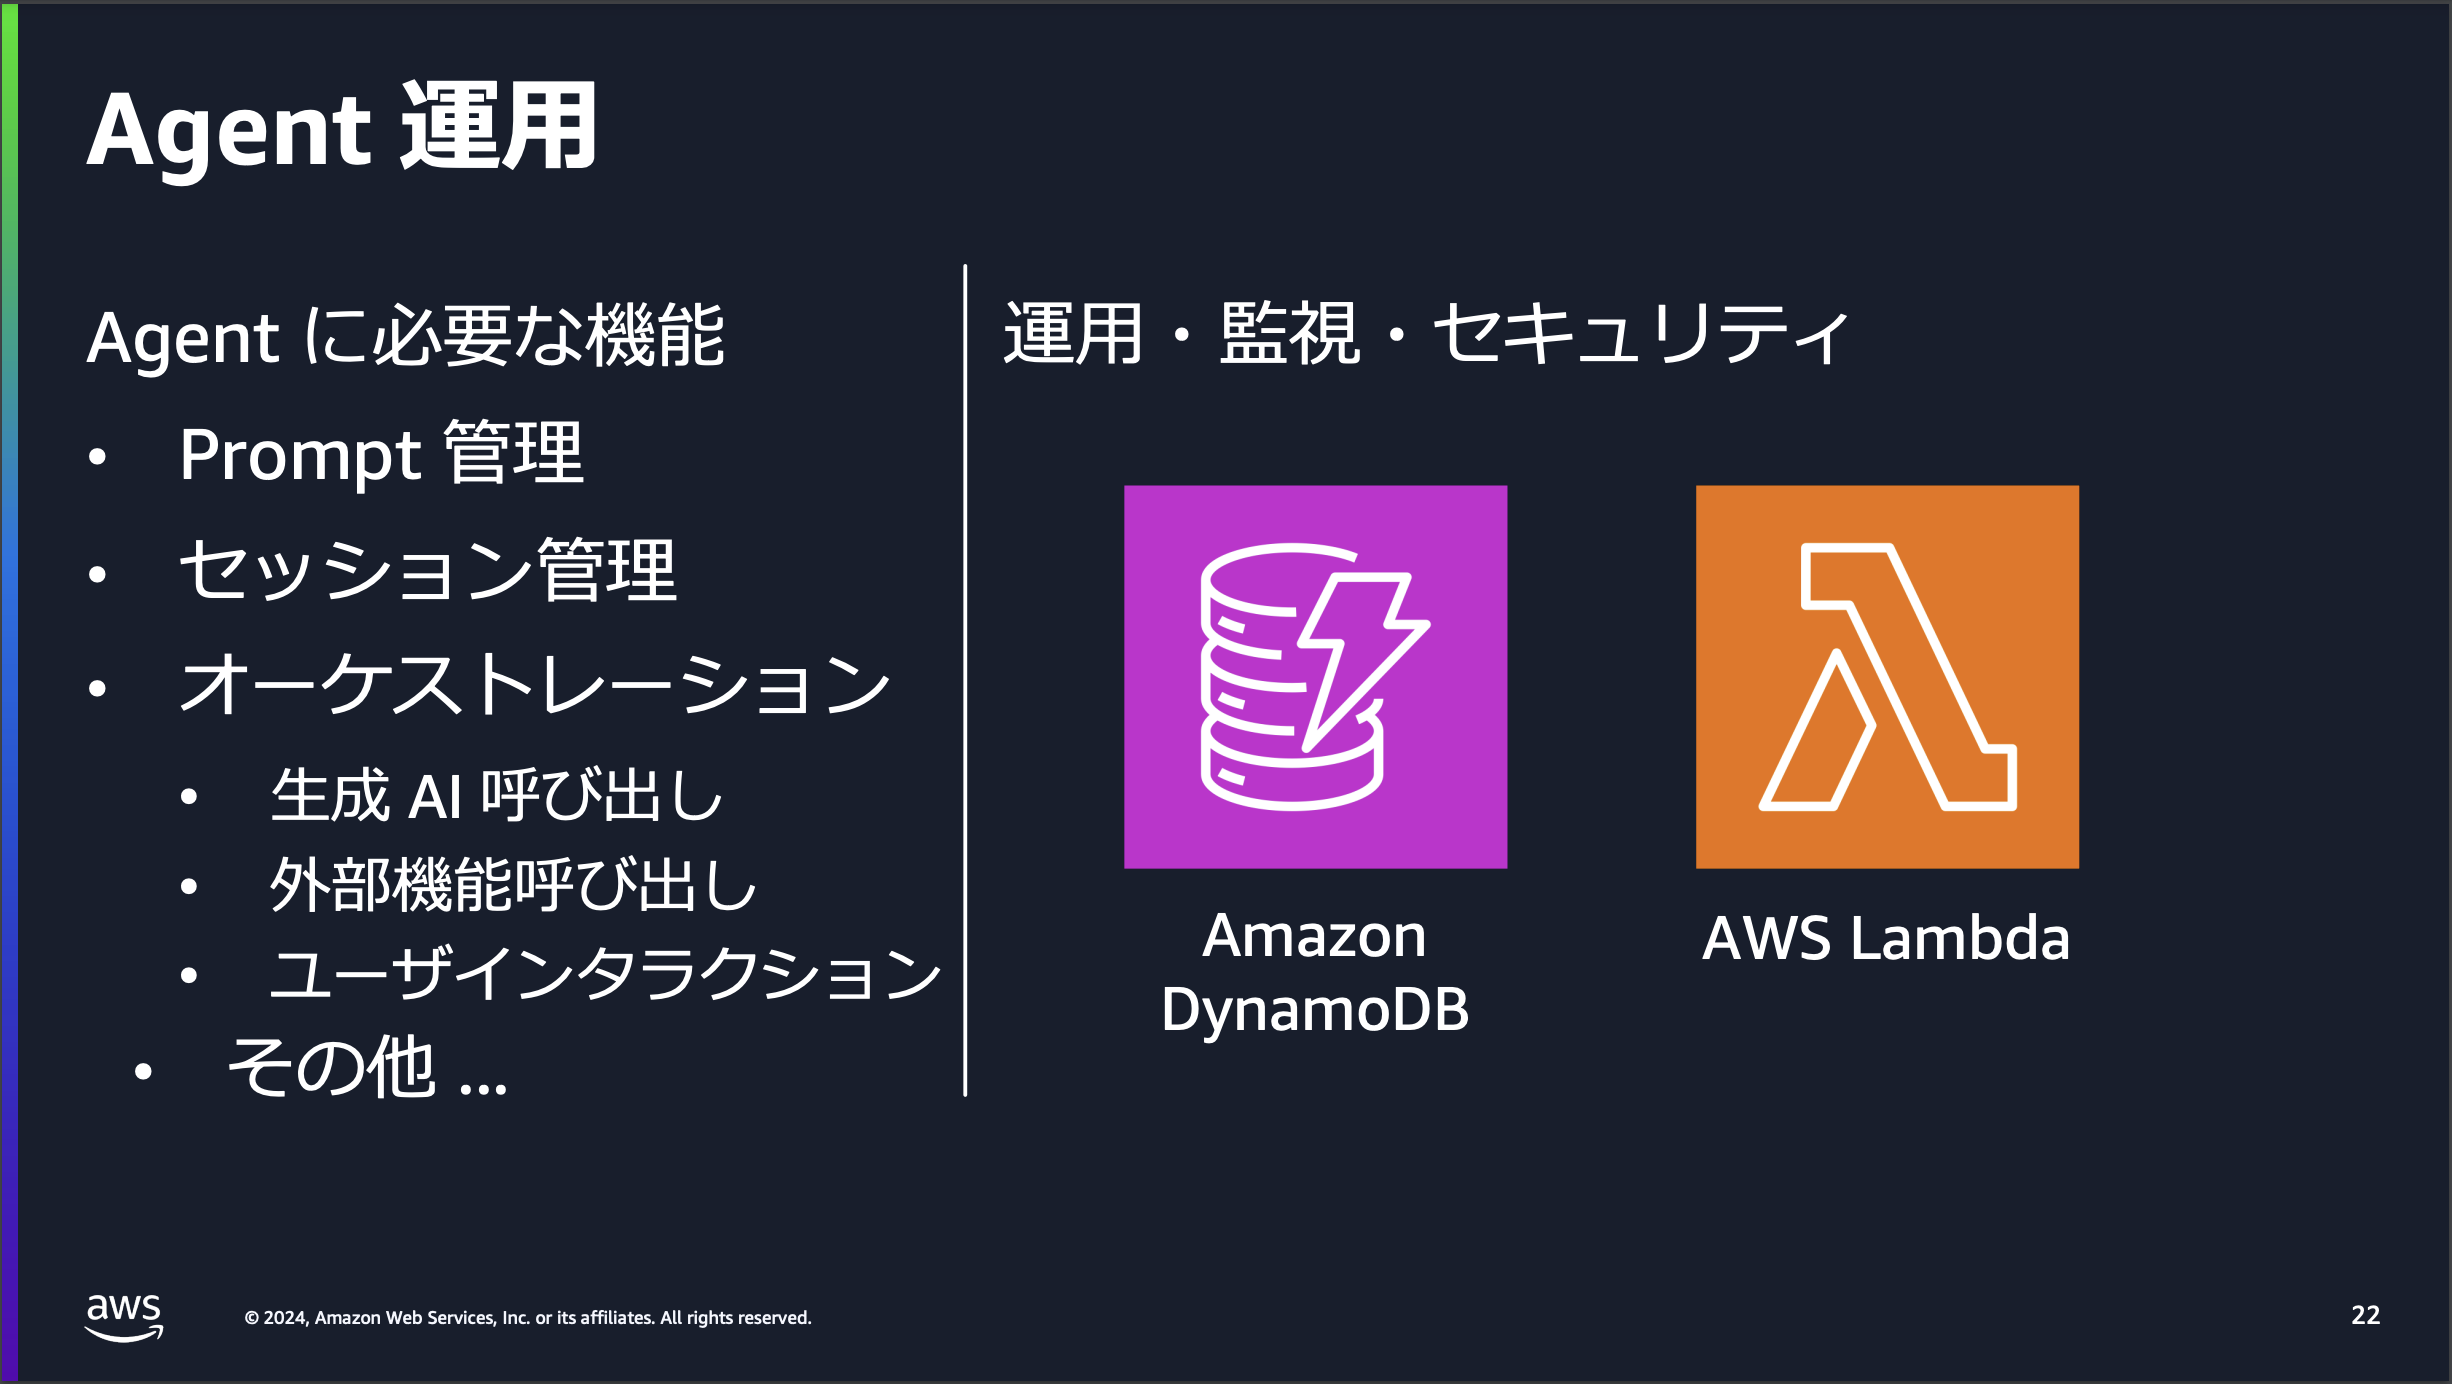 Agent 運用
Agent に必要な機能
• Prompt 管理
• セッション管理
• オーケストレーション
• 生成 AI 呼び出し
• 外部機能呼び出し
• ユーザインタラクション
• その他 ...
運用・監視・セキュリティ
Amazon
DynamoDB
AWS Lambda
aws
© 2024, Amazon Web Services, Inc. or its affiliates. All rights reserved.
22